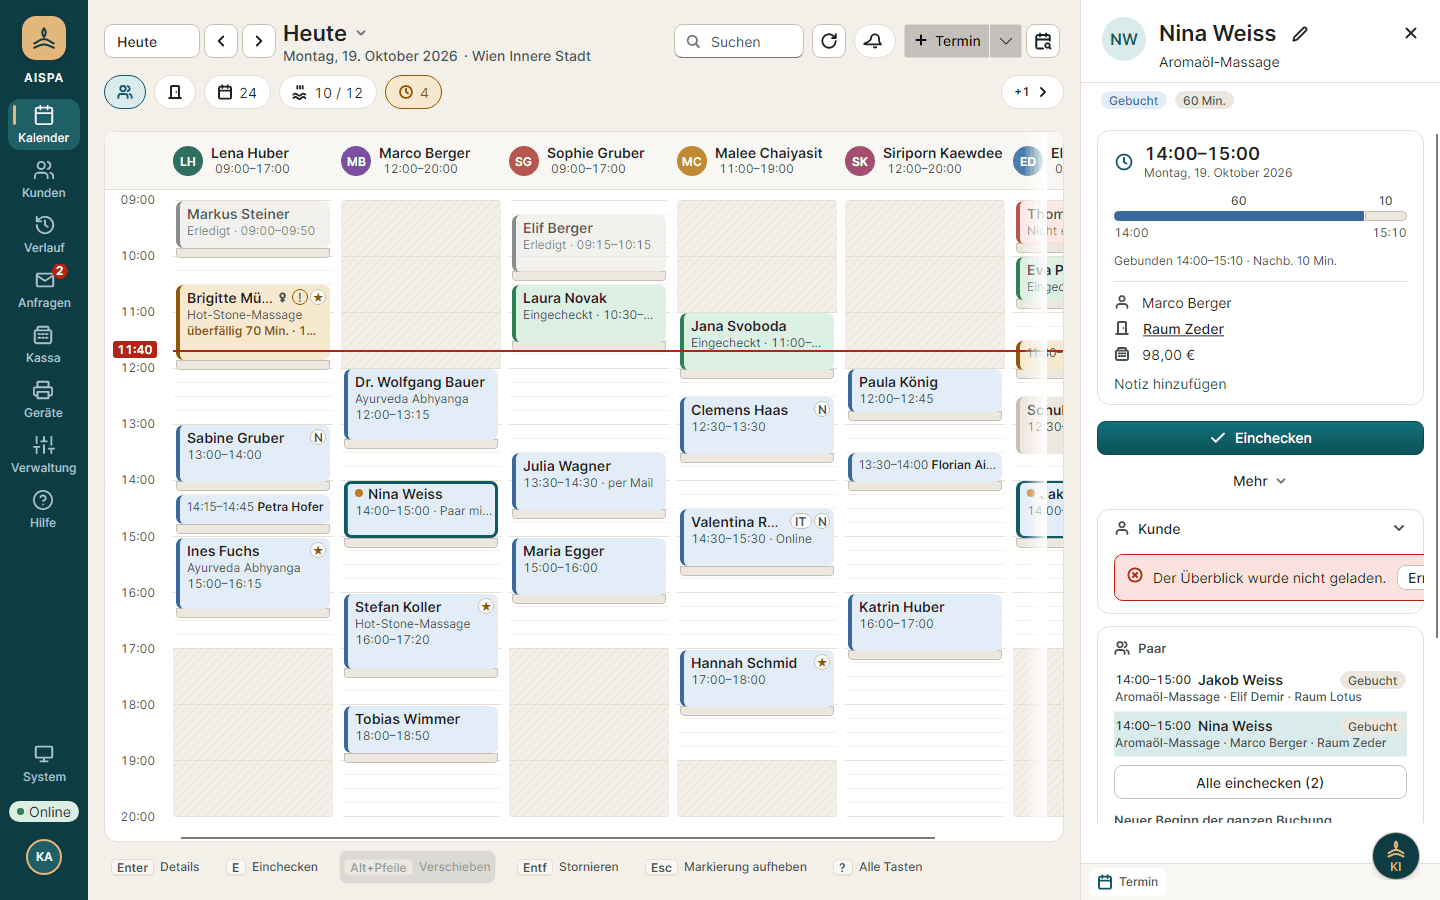 AISPA
Kalender
Kunden
Verlauf
2
Anfragen
Kassa
Geräte
Verwaltung
Hilfe
System
Online
KA
Heute
Heute
Montag, 19. Oktober 2026 · Wien Innere Stadt
Suchen
Termin
24
10 / 12
4
+1
LH
Lena Huber
09:00–17:00
MB
Marco Berger
12:00–20:00
SG
Sophie Gruber
09:00–17:00
MC
Malee Chaiyasit
11:00–19:00
SK
Siriporn Kaewdee
12:00–20:00
ED
09:00
10:00
11:00
11:40
12:00
13:00
14:00
15:00
16:00
17:00
18:00
19:00
20:00
Markus Steiner
Erledigt · 09:00–09:50
Brigitte Mü...
Hot-Stone-Massage
überfällig 70 Min. · 1...
Sabine Gruber
N
13:00–14:00
14:15–14:45 Petra Hofer
Ines Fuchs
Ayurveda Abhyanga
15:00–16:15
Dr. Wolfgang Bauer
Ayurveda Abhyanga
12:00–13:15
Nina Weiss
14:00–15:00 · Paar mi...
Stefan Koller
Hot-Stone-Massage
16:00–17:20
Tobias Wimmer
18:00–18:50
Elif Berger
Erledigt · 09:15–10:15
Laura Novak
Eingecheckt · 10:30–...
Julia Wagner
13:30–14:30 · per Mail
Maria Egger
15:00–16:00
Jana Svoboda
Eingecheckt · 11:00–...
Clemens Haas
N
12:30–13:30
Valentina R...
IT
N
14:30–15:30 · Online
Hannah Schmid
17:00–18:00
Paula König
12:00–12:45
13:30–14:00 Florian Ai...
Katrin Huber
16:00–17:00
Enter Details
E Einchecken
Alt+Pfeile Verschieben
Entf Stornieren
Esc Markierung aufheben
? Alle Tasten
NW
Nina Weiss
Aromaöl-Massage
Gebucht
60 Min.
14:00–15:00
Montag, 19. Oktober 2026
60
10
14:00
15:10
Gebunden 14:00–15:10 · Nachb. 10 Min.
Marco Berger
Raum Zeder
98,00 €
Notiz hinzufügen
Einchecken
Mehr
Kunde
Der Überblick wurde nicht geladen.
Paar
14:00–15:00 Jakob Weiss
Gebucht
Aromaöl-Massage · Elif Demir · Raum Lotus
14:00–15:00 Nina Weiss
Gebucht
Aromaöl-Massage · Marco Berger · Raum Zeder
Alle einchecken (2)
Neuer Beginn der ganzen Buchung
KI
Termin